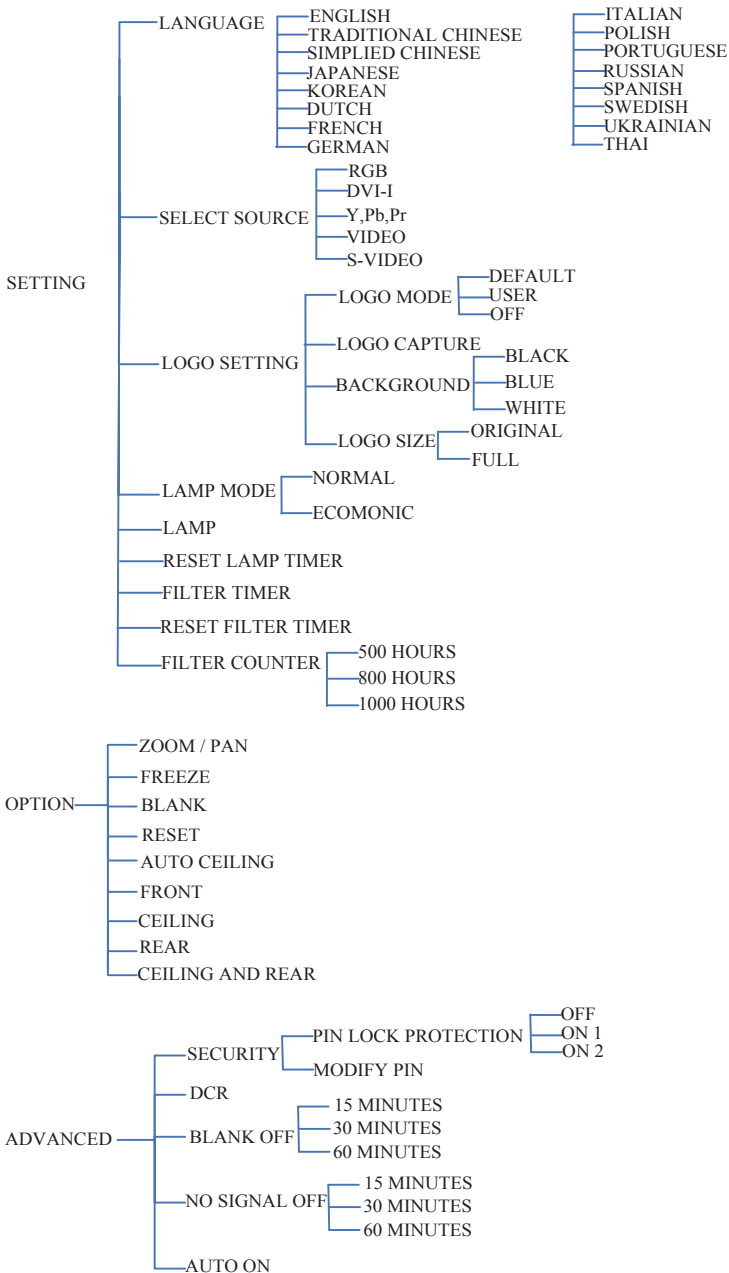 SETTING
LANGUAGE
ENGLISH
TRADITIONAL CHINESE
SIMPLIED CHINESE
JAPANESE
KOREAN
DUTCH
FRENCH
GERMAN
ITALIAN
POLISH
PORTUGUESE
RUSSIAN
SPANISH
SWEDISH
UKRAINIAN
THAI
SELECT SOURCE
RGB
DVI-I
Y,Pb,Pr
VIDEO
S-VIDEO
LOGO SETTING
LOGO MODE
DEFAULT
USER
OFF
LOGO CAPTURE
BACKGROUND
BLACK
BLUE
WHITE
LOGO SIZE
ORIGINAL
FULL
LAMP MODE
NORMAL
ECOMONIC
LAMP
RESET LAMP TIMER
FILTER TIMER
RESET FILTER TIMER
FILTER COUNTER
500 HOURS
800 HOURS
1000 HOURS
OPTION
ZOOM / PAN
FREEZE
BLANK
RESET
AUTO CEILING
FRONT
CEILING
REAR
CEILING AND REAR
ADVANCED
SECURITY
PIN LOCK PROTECTION
OFF
ON 1
ON 2
MODIFY PIN
DCR
BLANK OFF
15 MINUTES
30 MINUTES
60 MINUTES
NO SIGNAL OFF
15 MINUTES
30 MINUTES
60 MINUTES
AUTO ON